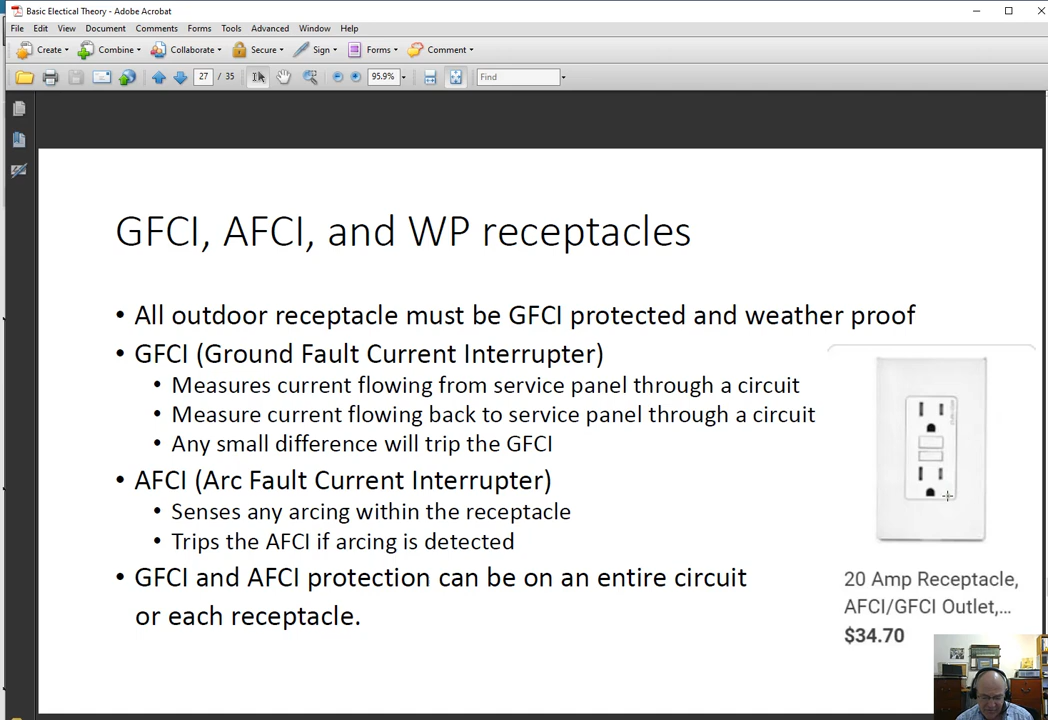 Basic Electical Theory - Adobe Acrobat
File Edit View Document Comments Forms Tools Advanced Window Help
Create Combine Collaborate Secure Sign Forms Comment
27 / 35 95.9% Find
GFCI, AFCI, and WP receptacles
• All outdoor receptacle must be GFCI protected and weather proof
• GFCI (Ground Fault Current Interrupter)
• Measures current flowing from service panel through a circuit
• Measure current flowing back to service panel through a circuit
• Any small difference will trip the GFCI
• AFCI (Arc Fault Current Interrupter)
• Senses any arcing within the receptacle
• Trips the AFCI if arcing is detected
• GFCI and AFCI protection can be on an entire circuit
or each receptacle.
20 Amp Receptacle,
AFCI/GFCI Outlet,...
$34.70